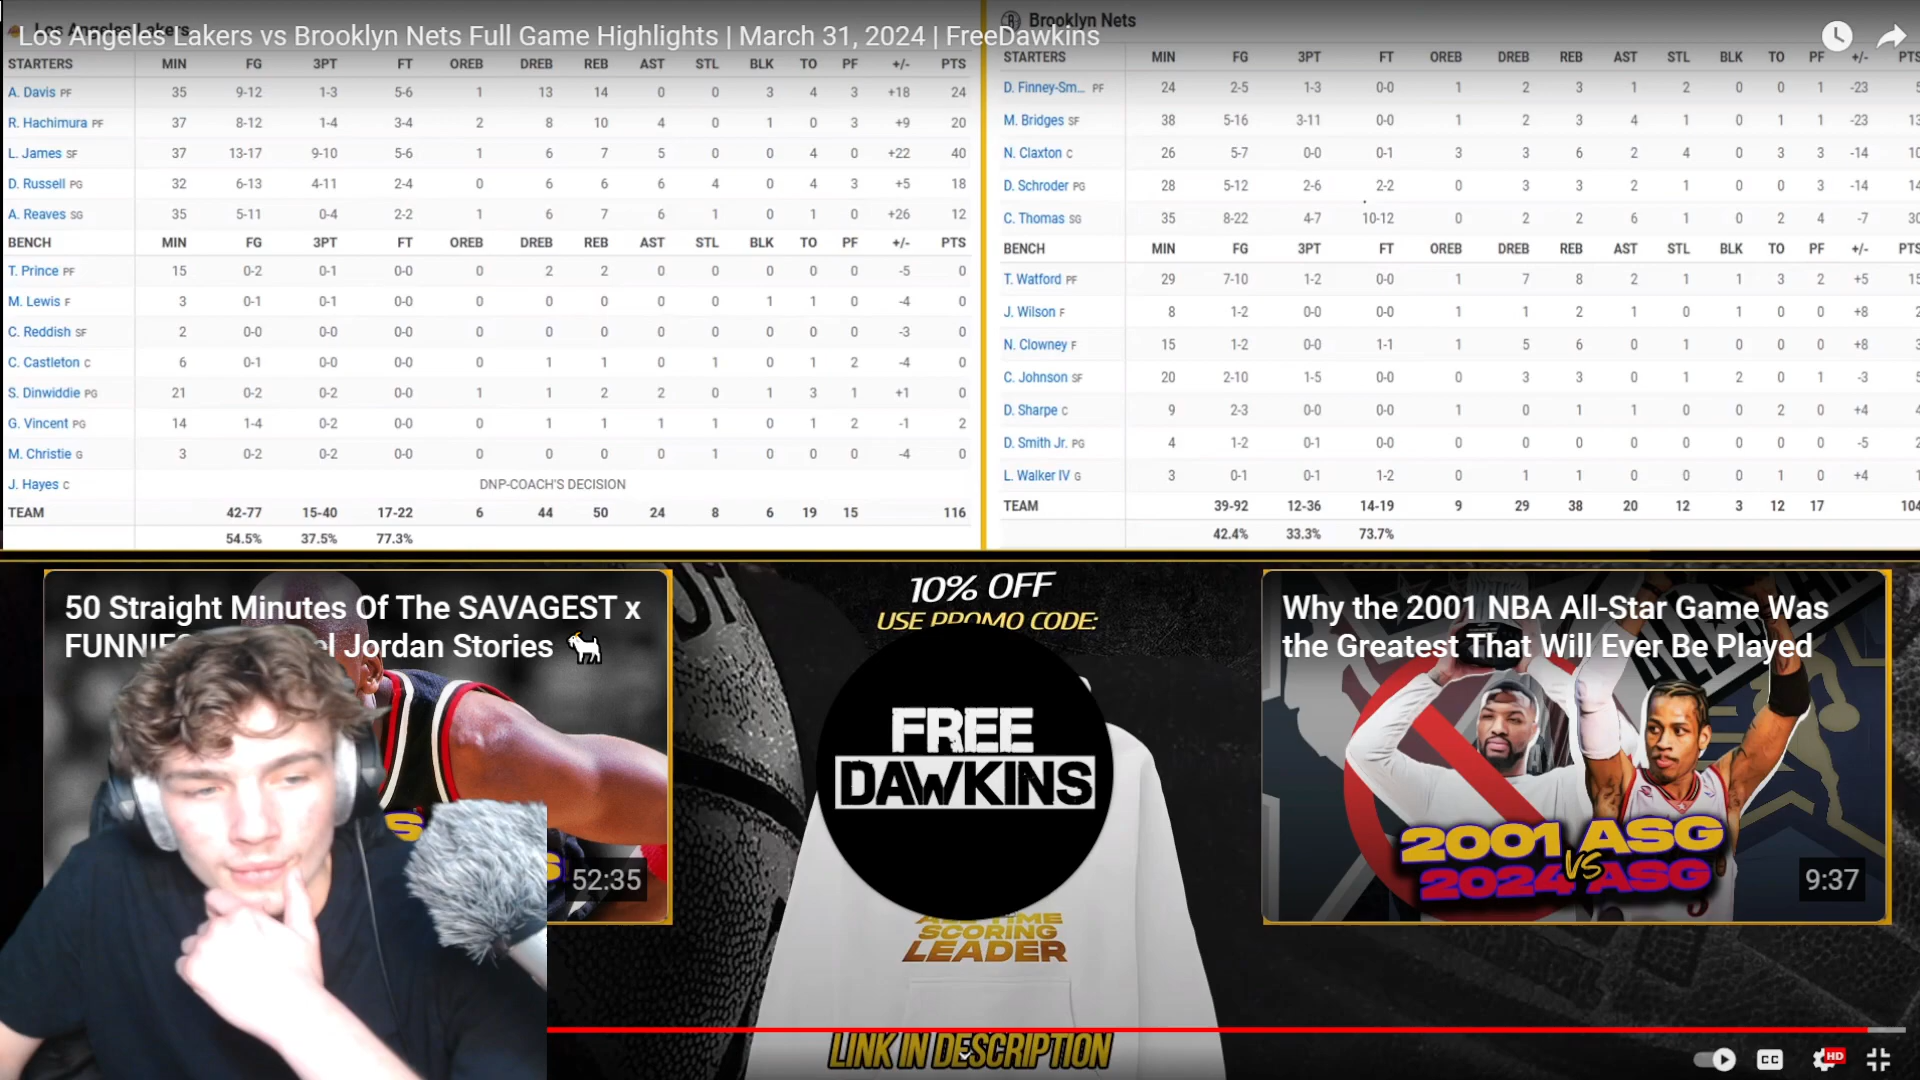 Los Angeles Lakers
Los Angeles Lakers vs Brooklyn Nets Full Game Highlights | March 31, 2024 | FreeDawkins
STARTERS MIN FG 3PT FT OREB DREB REB AST STL BLK TO PF +/- PTS
A. Davis PF 35 9-12 1-3 5-6 1 13 14 0 0 3 4 3 +18 24
R. Hachimura PF 37 8-12 1-4 3-4 2 8 10 4 0 1 0 3 +9 20
L. James SF 37 13-17 9-10 5-6 1 6 7 5 0 0 4 0 +22 40
D. Russell PG 32 6-13 4-11 2-4 0 6 6 6 4 0 4 3 +5 18
A. Reaves SG 35 5-11 0-4 2-2 1 6 7 6 1 0 1 0 +26 12
BENCH MIN FG 3PT FT OREB DREB REB AST STL BLK TO PF +/- PTS
T. Prince PF 15 0-2 0-1 0-0 0 2 2 0 0 0 0 0 -5 0
M. Lewis F 3 0-1 0-1 0-0 0 0 0 0 0 1 1 0 -4 0
C. Reddish SF 2 0-0 0-0 0-0 0 0 0 0 0 0 0 0 -3 0
C. Castleton C 6 0-1 0-0 0-0 0 1 1 0 1 0 1 2 -4 0
S. Dinwiddie PG 21 0-2 0-2 0-0 1 1 2 2 0 1 3 1 +1 0
G. Vincent PG 14 1-4 0-2 0-0 0 1 1 1 1 0 1 2 -1 2
M. Christie G 3 0-2 0-2 0-0 0 0 0 0 1 0 0 0 -4 0
J. Hayes C DNP-COACH'S DECISION
TEAM 42-77 15-40 17-22 6 44 50 24 8 6 19 15 116
54.5% 37.5% 77.3%
Brooklyn Nets
STARTERS MIN FG 3PT FT OREB DREB REB AST STL BLK TO PF +/- PTS
D. Finney-Sm... PF 24 2-5 1-3 0-0 1 2 3 1 2 0 0 1 -23 5
M. Bridges SF 38 5-16 3-11 0-0 1 2 3 4 1 0 1 1 -23 13
N. Claxton C 26 5-7 0-0 0-1 3 3 6 2 4 0 3 3 -14 10
D. Schroder PG 28 5-12 2-6 2-2 0 3 3 2 1 0 0 3 -14 14
C. Thomas SG 35 8-22 4-7 10-12 0 2 2 6 1 0 2 4 -7 30
BENCH MIN FG 3PT FT OREB DREB REB AST STL BLK TO PF +/- PTS
T. Watford PF 29 7-10 1-2 0-0 1 7 8 2 1 1 3 2 +5 15
J. Wilson F 8 1-2 0-0 0-0 1 1 2 1 0 1 0 0 +8 2
N. Clowney F 15 1-2 0-0 1-1 1 5 6 0 1 0 0 0 +8 3
C. Johnson SF 20 2-10 1-5 0-0 0 3 3 0 1 2 0 1 -3 5
D. Sharpe C 9 2-3 0-0 0-0 1 0 1 1 0 0 2 0 +4 4
D. Smith Jr. PG 4 1-2 0-1 0-0 0 0 0 0 0 0 0 0 -5 2
L. Walker IV G 3 0-1 0-1 1-2 0 1 1 0 0 0 1 0 +4 1
TEAM 39-92 12-36 14-19 9 29 38 20 12 3 12 17 104
42.4% 33.3% 73.7%
50 Straight Minutes Of The SAVAGEST x
Jordan Stories
52:35
10% OFF
USE PROMO CODE:
FREE
DAWKINS
ALL TIME
SCORING
LEADER
LINK IN DESCRIPTION
Why the 2001 NBA All-Star Game Was
the Greatest That Will Ever Be Played
2001 ASG
VS
2024 ASG
9:37
CC
HD